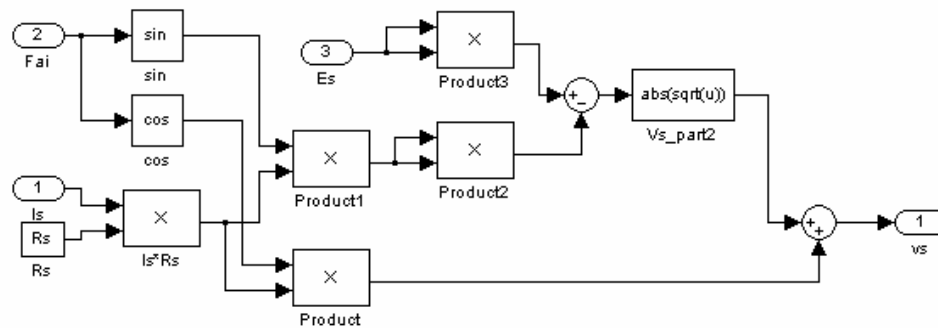 2
Fai
sin
sin
cos
cos
1
Is
Rs
Rs
×
Is*Rs
×
Product1
×
Product
3
Es
×
Product3
×
Product2
+
−
abs(sqrt(u))
Vs_part2
+
+
1
vs